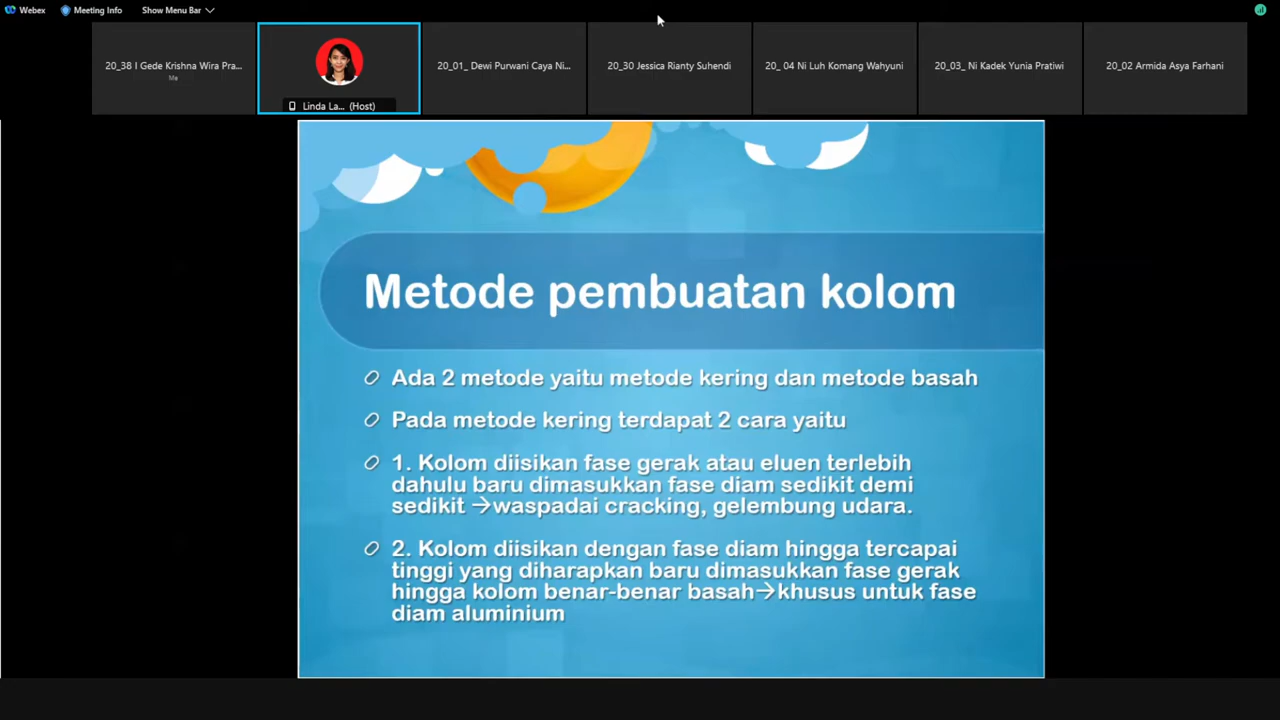 Webex Meeting Info Show Menu Bar
20_38 I Gede Krishna Wira Pra...
Me
Linda La... (Host)
20_01_ Dewi Purwani Caya Ni...
20_30 Jessica Rianty Suhendi
20_ 04 Ni Luh Komang Wahyuni
20_03_ Ni Kadek Yunia Pratiwi
20_02 Armida Asya Farhani
Metode pembuatan kolom
Ada 2 metode yaitu metode kering dan metode basah
Pada metode kering terdapat 2 cara yaitu
1. Kolom diisikan fase gerak atau eluen terlebih
dahulu baru dimasukkan fase diam sedikit demi
sedikit →waspadai cracking, gelembung udara.
2. Kolom diisikan dengan fase diam hingga tercapai
tinggi yang diharapkan baru dimasukkan fase gerak
hingga kolom benar-benar basah→khusus untuk fase
diam aluminium